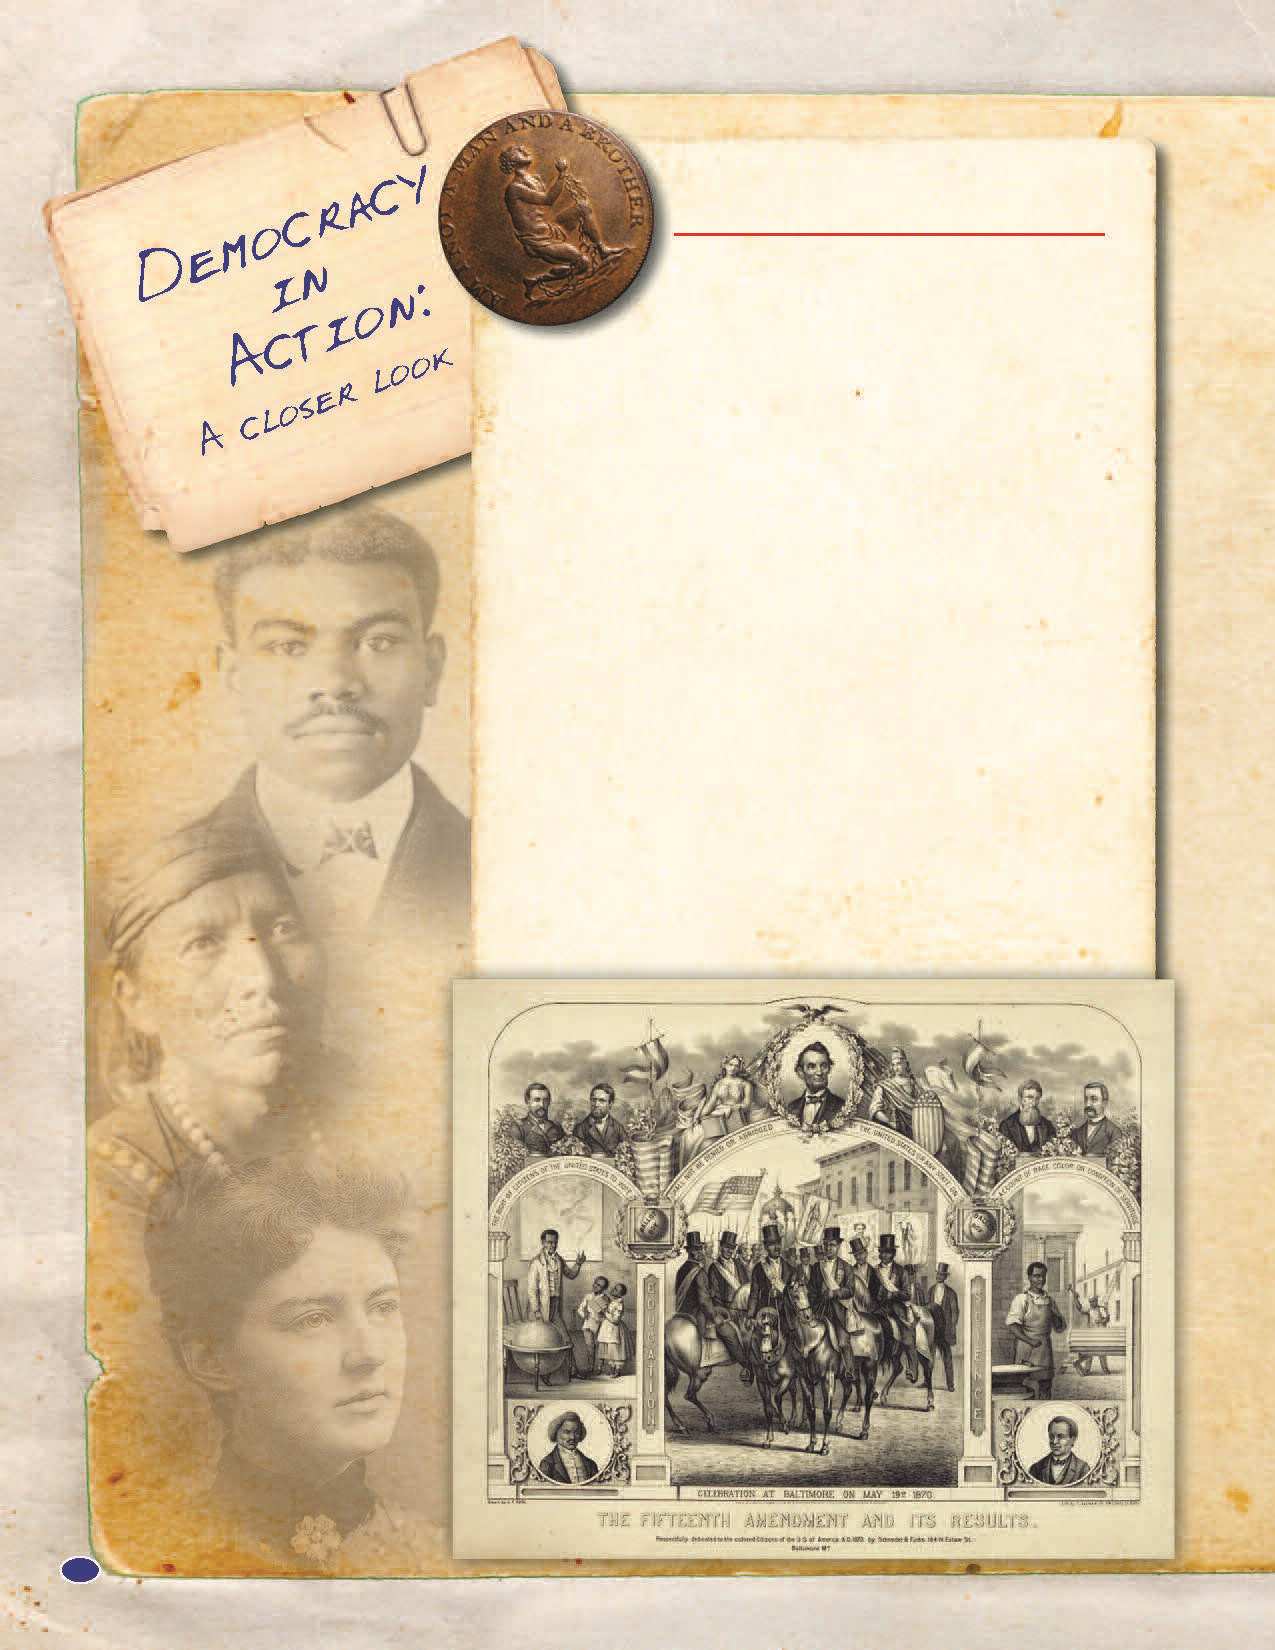 DEMOCRACY
IN
ACTION:
A CLOSER LOOK
AM I NOT A MAN AND A BROTHER
THE RIGHT OF CITIZENS OF THE UNITED STATES TO VOTE
SHALL NOT BE DENIED OR ABRIDGED
BY THE UNITED STATES OR ANY STATE ON
ACCOUNT OF RACE COLOR OR CONDITION OF SERVITUDE
EDUCATION
SCIENCE
CELEBRATION AT BALTIMORE ON MAY 19TH 1870
THE FIFTEENTH AMENDMENT AND ITS RESULTS.
Respectfully dedicated to the colored Citizens of the U.S. of America A.D. 1870. by Schneider & Fuchs 164 N. Eutaw St.
Baltimore Md